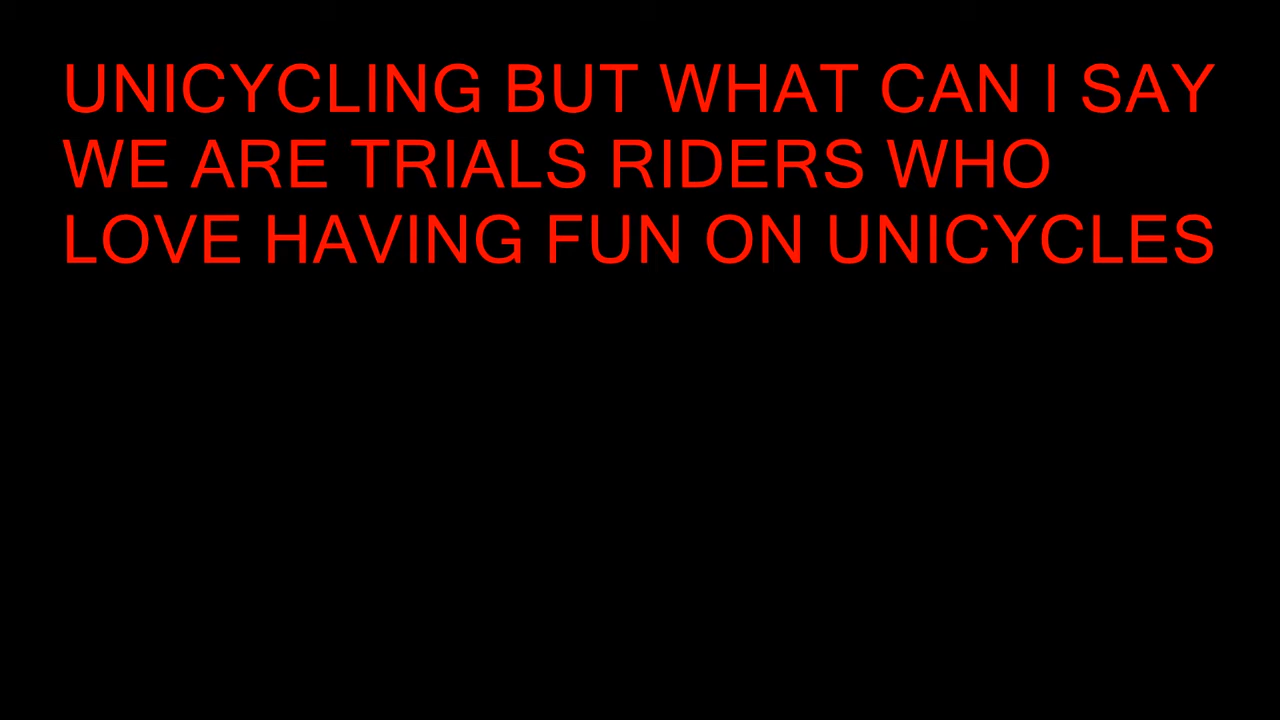 UNICYCLING BUT WHAT CAN I SAY
WE ARE TRIALS RIDERS WHO
LOVE HAVING FUN ON UNICYCLES